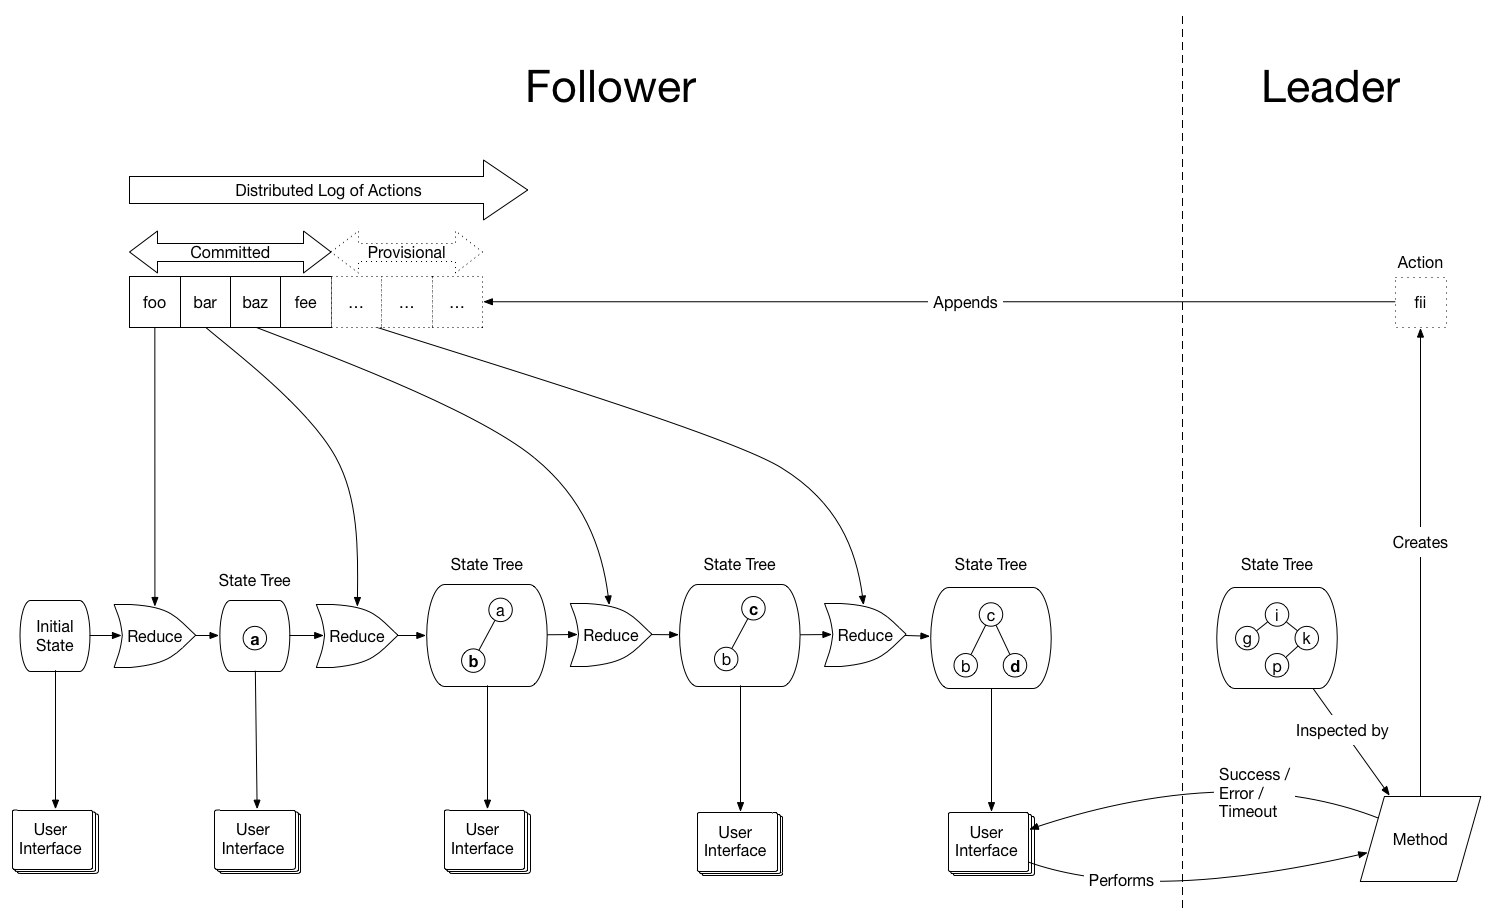 Follower
Leader
Distributed Log of Actions
Committed
Provisional
Action
foo
bar
baz
fee
...
...
...
Appends
fii
Creates
State Tree
State Tree
State Tree
State Tree
State Tree
Initial
State
Reduce
a
Reduce
a
b
Reduce
c
b
Reduce
c
b
d
i
g
k
p
Inspected by
Success /
Error /
Timeout
User
Interface
User
Interface
User
Interface
User
Interface
User
Interface
Method
Performs